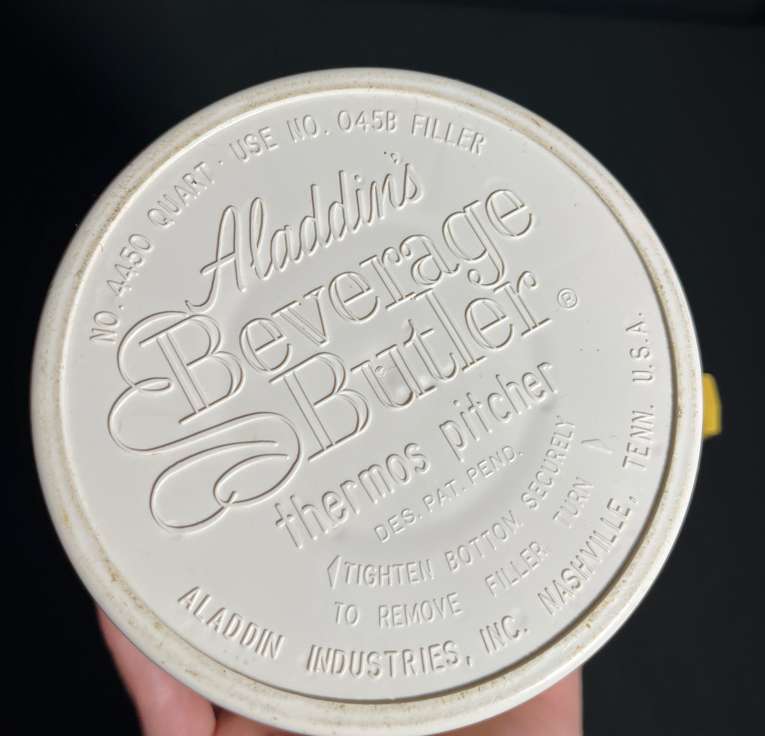 NO. 4450 QUART · USE NO. 045B FILLER
Aladdin's
Beverage
Butler®
thermos pitcher
DES. PAT. PEND.
TIGHTEN BOTTOM SECURELY
TO REMOVE FILLER TURN
ALADDIN INDUSTRIES, INC. NASHVILLE, TENN. U.S.A.